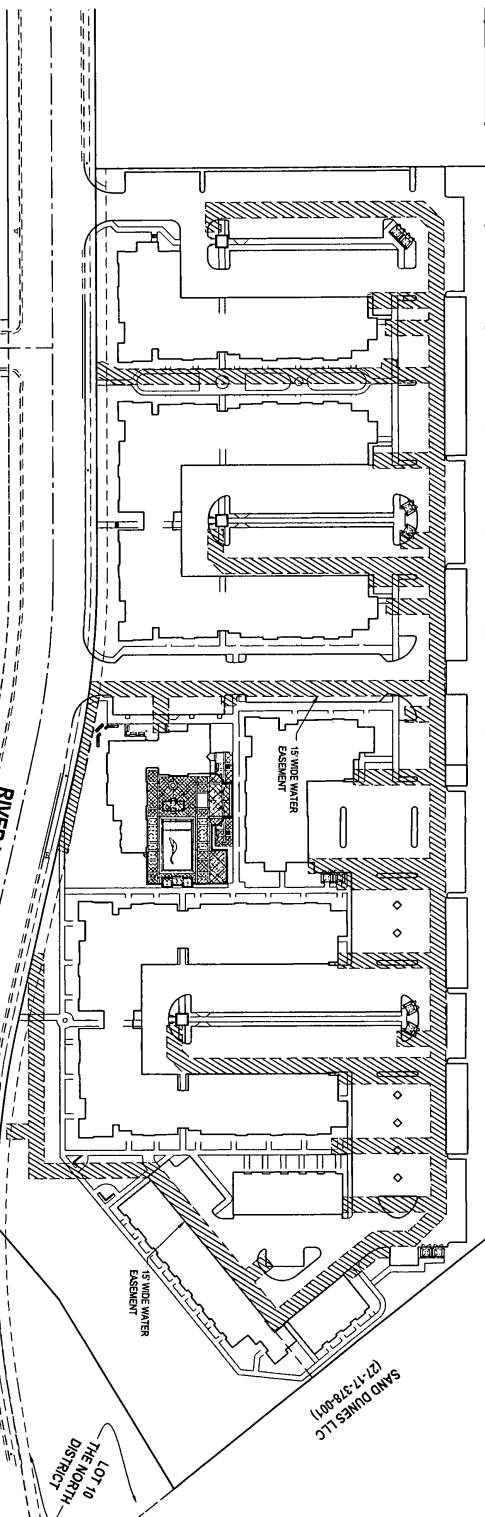 15' WIDE WATER
EASEMENT
15' WIDE WATER
EASEMENT
SAND DUNES LLC
(27-17-378-001)
LOT 10
THE NORTH
DISTRICT